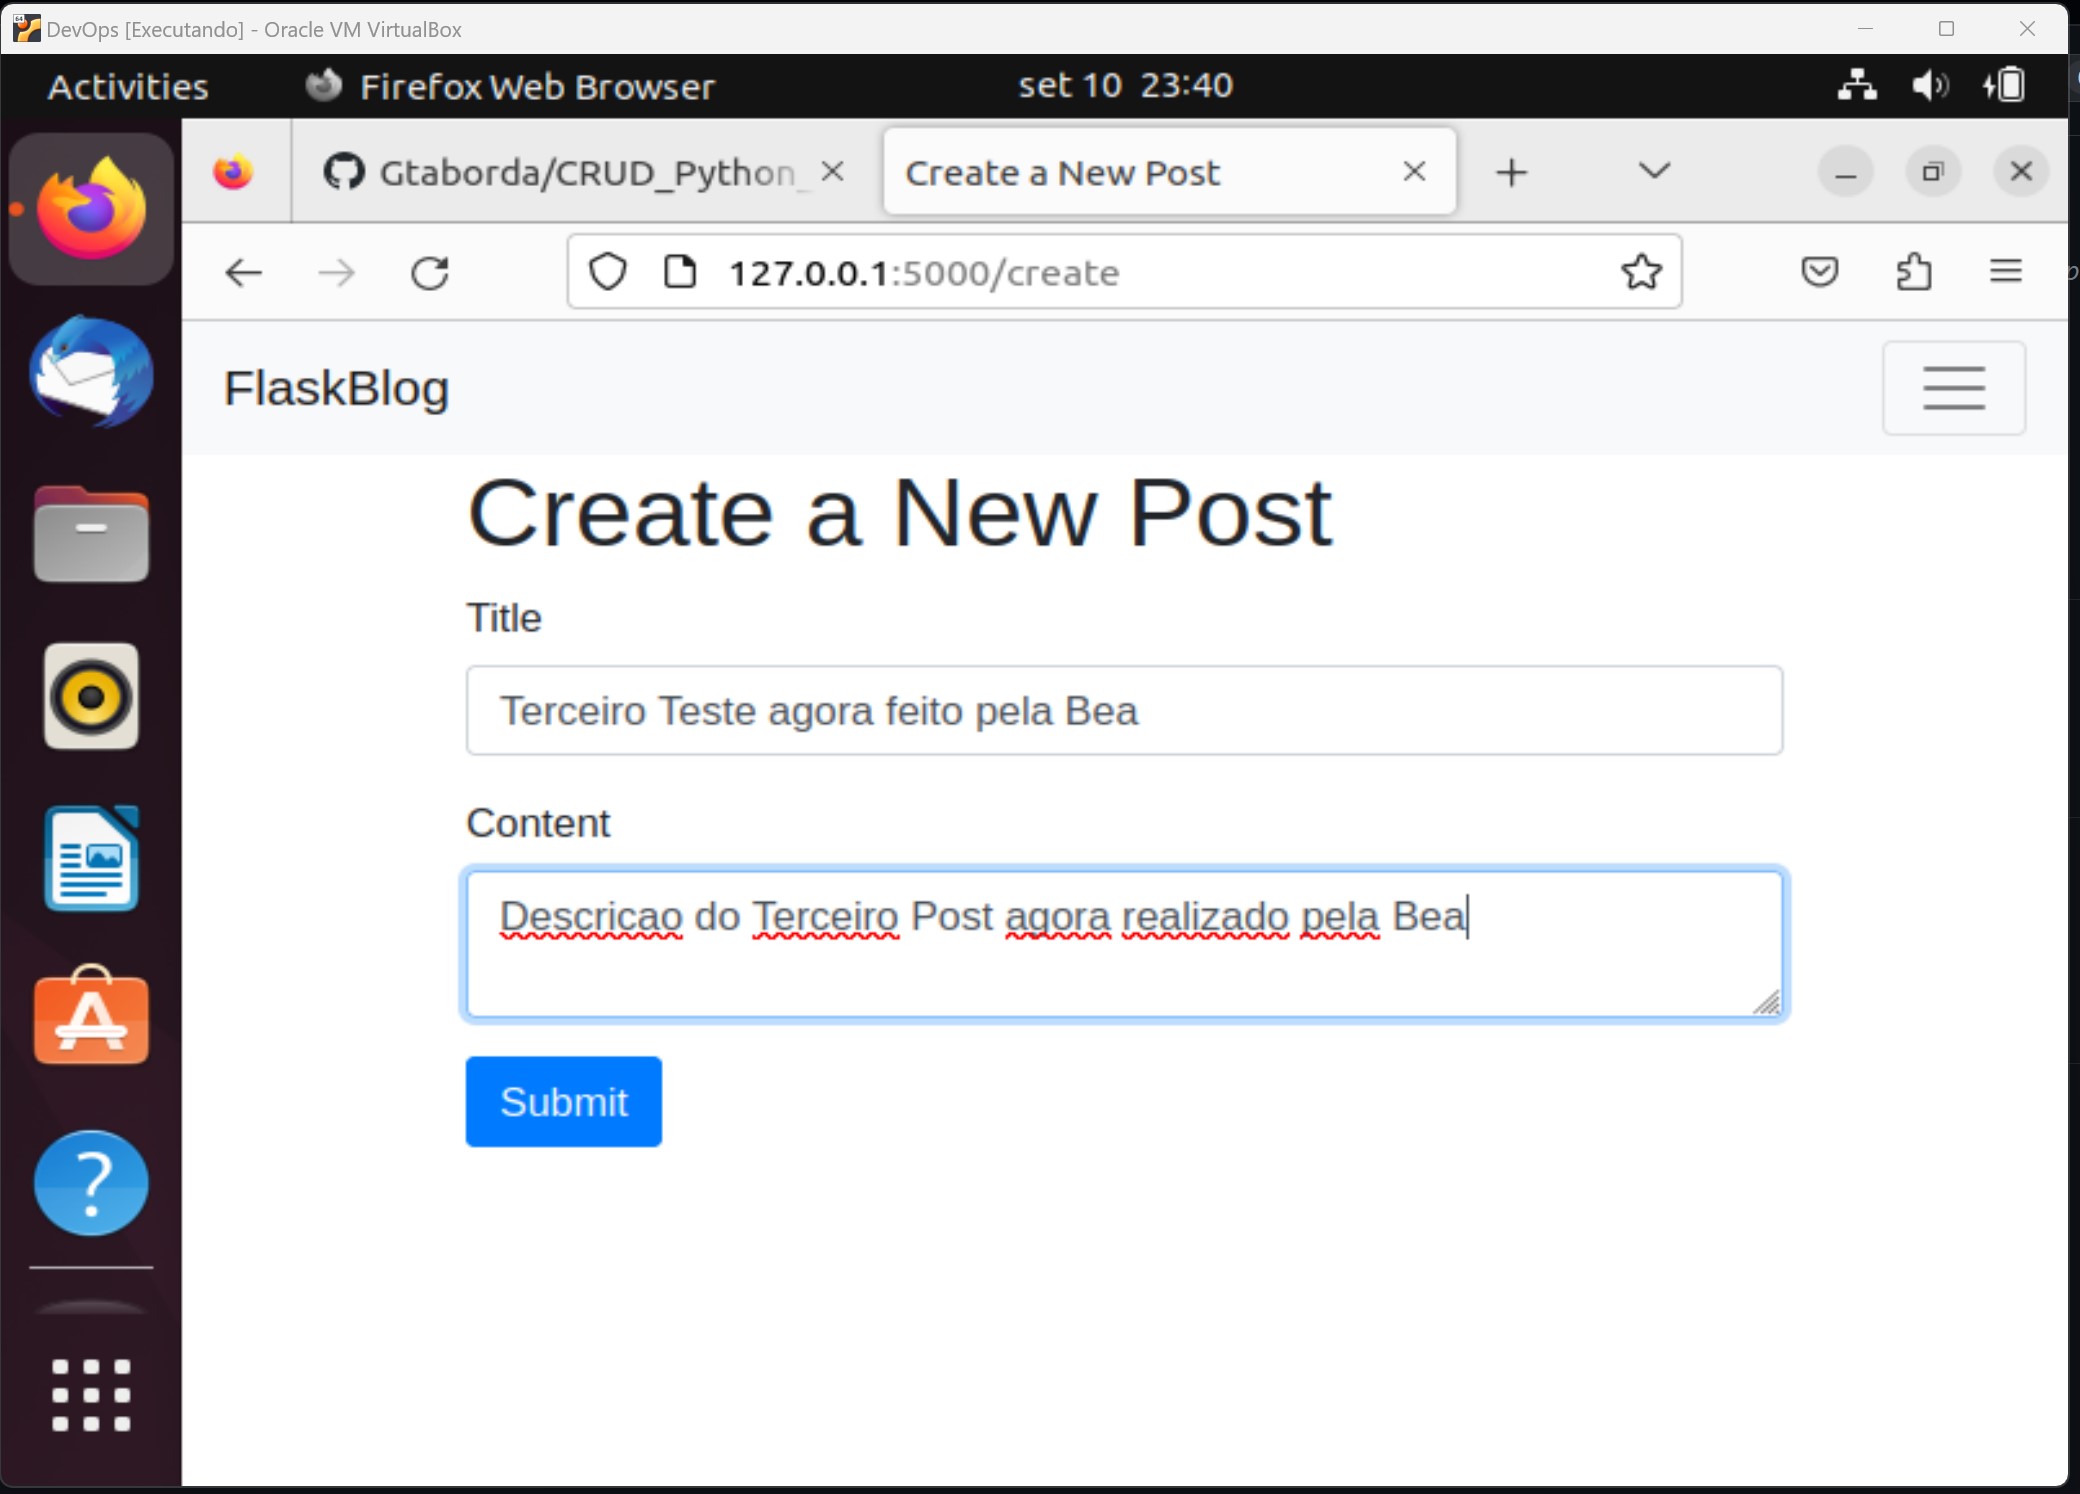 DevOps [Executando] - Oracle VM VirtualBox
Activities Firefox Web Browser set 10 23:40
Gtaborda/CRUD_Python_ Create a New Post
127.0.0.1:5000/create
FlaskBlog
Create a New Post
Title
Terceiro Teste agora feito pela Bea
Content
Descricao do Terceiro Post agora realizado pela Bea
Submit